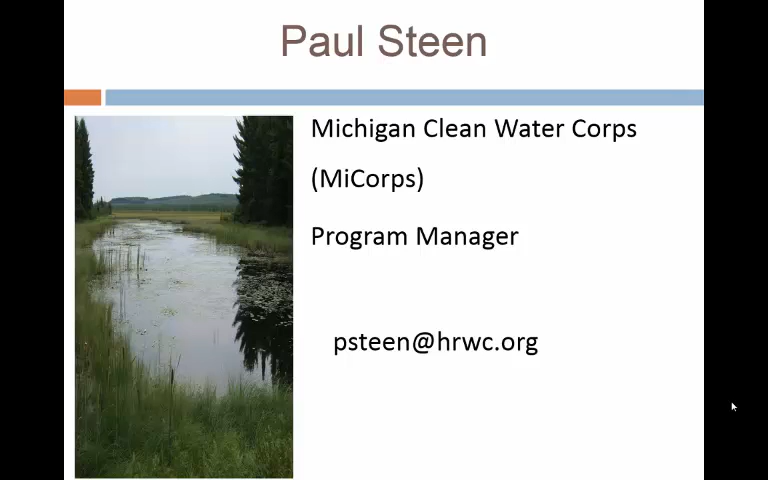 Paul Steen
Michigan Clean Water Corps
(MiCorps)
Program Manager
psteen@hrwc.org